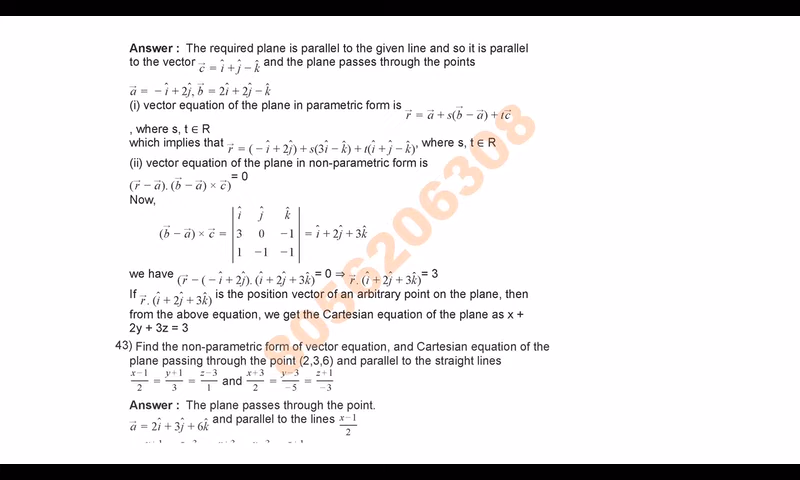 Answer : The required plane is parallel to the given line and so it is parallel
to the vector c⃗ = î + ĵ – k̂ and the plane passes through the points
a⃗ = – î + 2ĵ, b⃗ = 2î + 2ĵ – k̂
(i) vector equation of the plane in parametric form is r⃗ = a⃗ + s(b⃗ – a⃗) + tc⃗
, where s, t ∈ R
which implies that r⃗ = (– î + 2ĵ) + s(3î – k̂) + t(î + ĵ – k̂), where s, t ∈ R
(ii) vector equation of the plane in non-parametric form is
(r⃗ – a⃗). (b⃗ – a⃗) × c⃗) = 0
Now,
(b⃗ – a⃗) × c⃗ = | î ĵ k̂ |
| 3 0 –1 | = î + 2ĵ + 3k̂
| 1 –1 –1 |
we have (r⃗ – (– î + 2ĵ). (î + 2ĵ + 3k̂) = 0 ⇒ r⃗ . (î + 2ĵ + 3k̂) = 3
If r⃗ . (î + 2ĵ + 3k̂) is the position vector of an arbitrary point on the plane, then
from the above equation, we get the Cartesian equation of the plane as x +
2y + 3z = 3
43) Find the non-parametric form of vector equation, and Cartesian equation of the
plane passing through the point (2,3,6) and parallel to the straight lines
(x–1)/2 = (y+1)/3 = (z–3)/1 and (x+3)/2 = (y–3)/–5 = (z+1)/–3
Answer : The plane passes through the point.
a⃗ = 2î + 3ĵ + 6k̂ and parallel to the lines (x–1)/2
8056206308